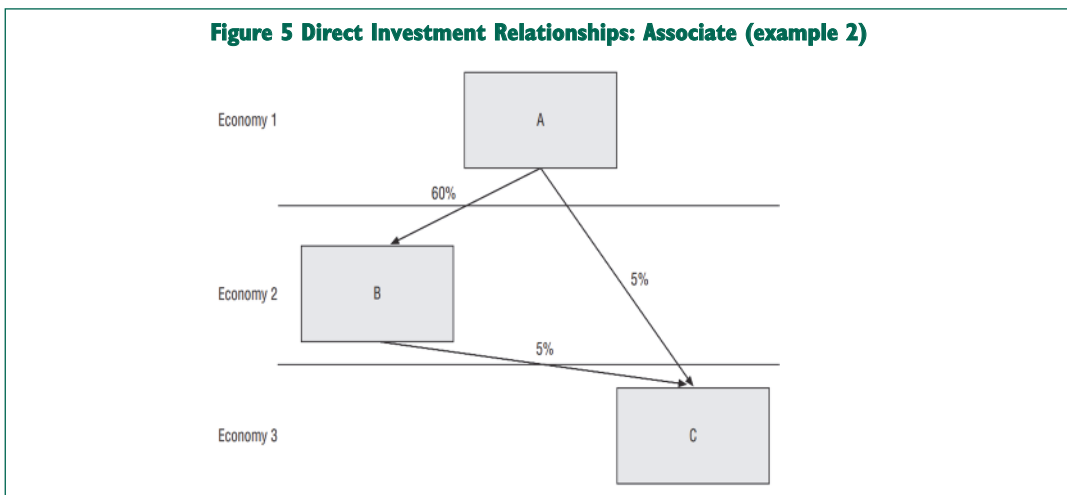 Figure 5 Direct Investment Relationships: Associate (example 2)
Economy 1
A
60%
Economy 2
B
5%
5%
Economy 3
C